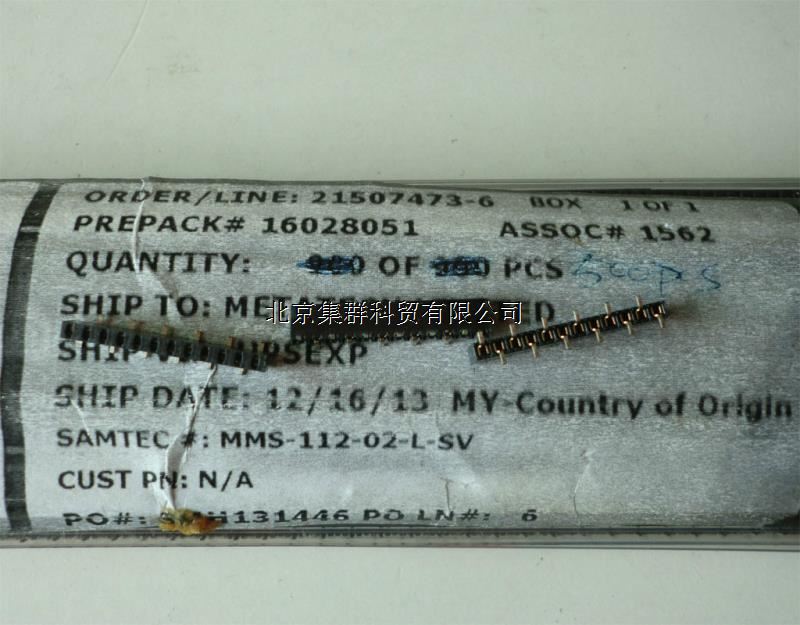 ORDER/LINE: 21507473-6 BOX 1 OF 1
PREPACK# 16028051 ASSOC# 1562
QUANTITY: OF PCS 500pcs
SHIP TO:
北京集群科贸有限公司
SHIP
SHIP DATE: 12/16/13 MY-Country of Origin
SAMTEC #: MMS-112-02-L-SV
CUST PN: N/A
PO#: PO LN#: 6